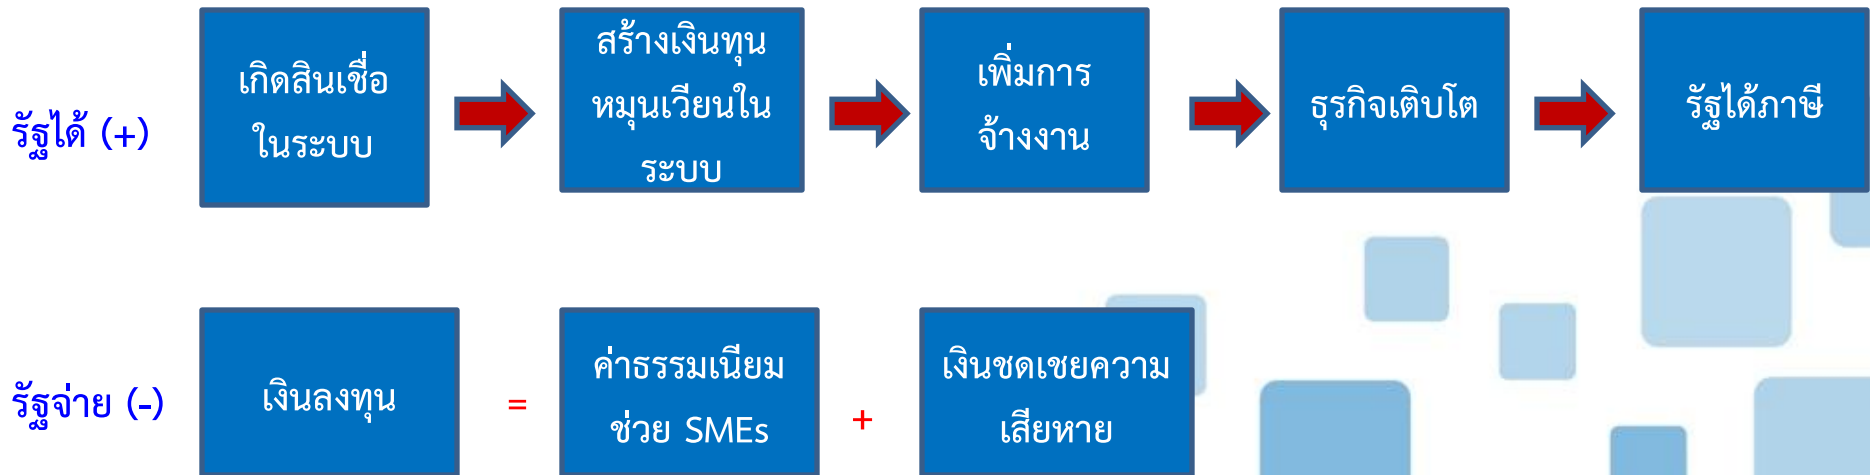 รัฐได้ (+)
เกิดสินเชื่อ
ในระบบ
สร้างเงินทุน
หมุนเวียนใน
ระบบ
เพิ่มการ
จ้างงาน
ธุรกิจเติบโต
รัฐได้ภาษี
รัฐจ่าย (-)
เงินลงทุน
=
ค่าธรรมเนียม
ช่วย SMEs
+
เงินชดเชยความ
เสียหาย